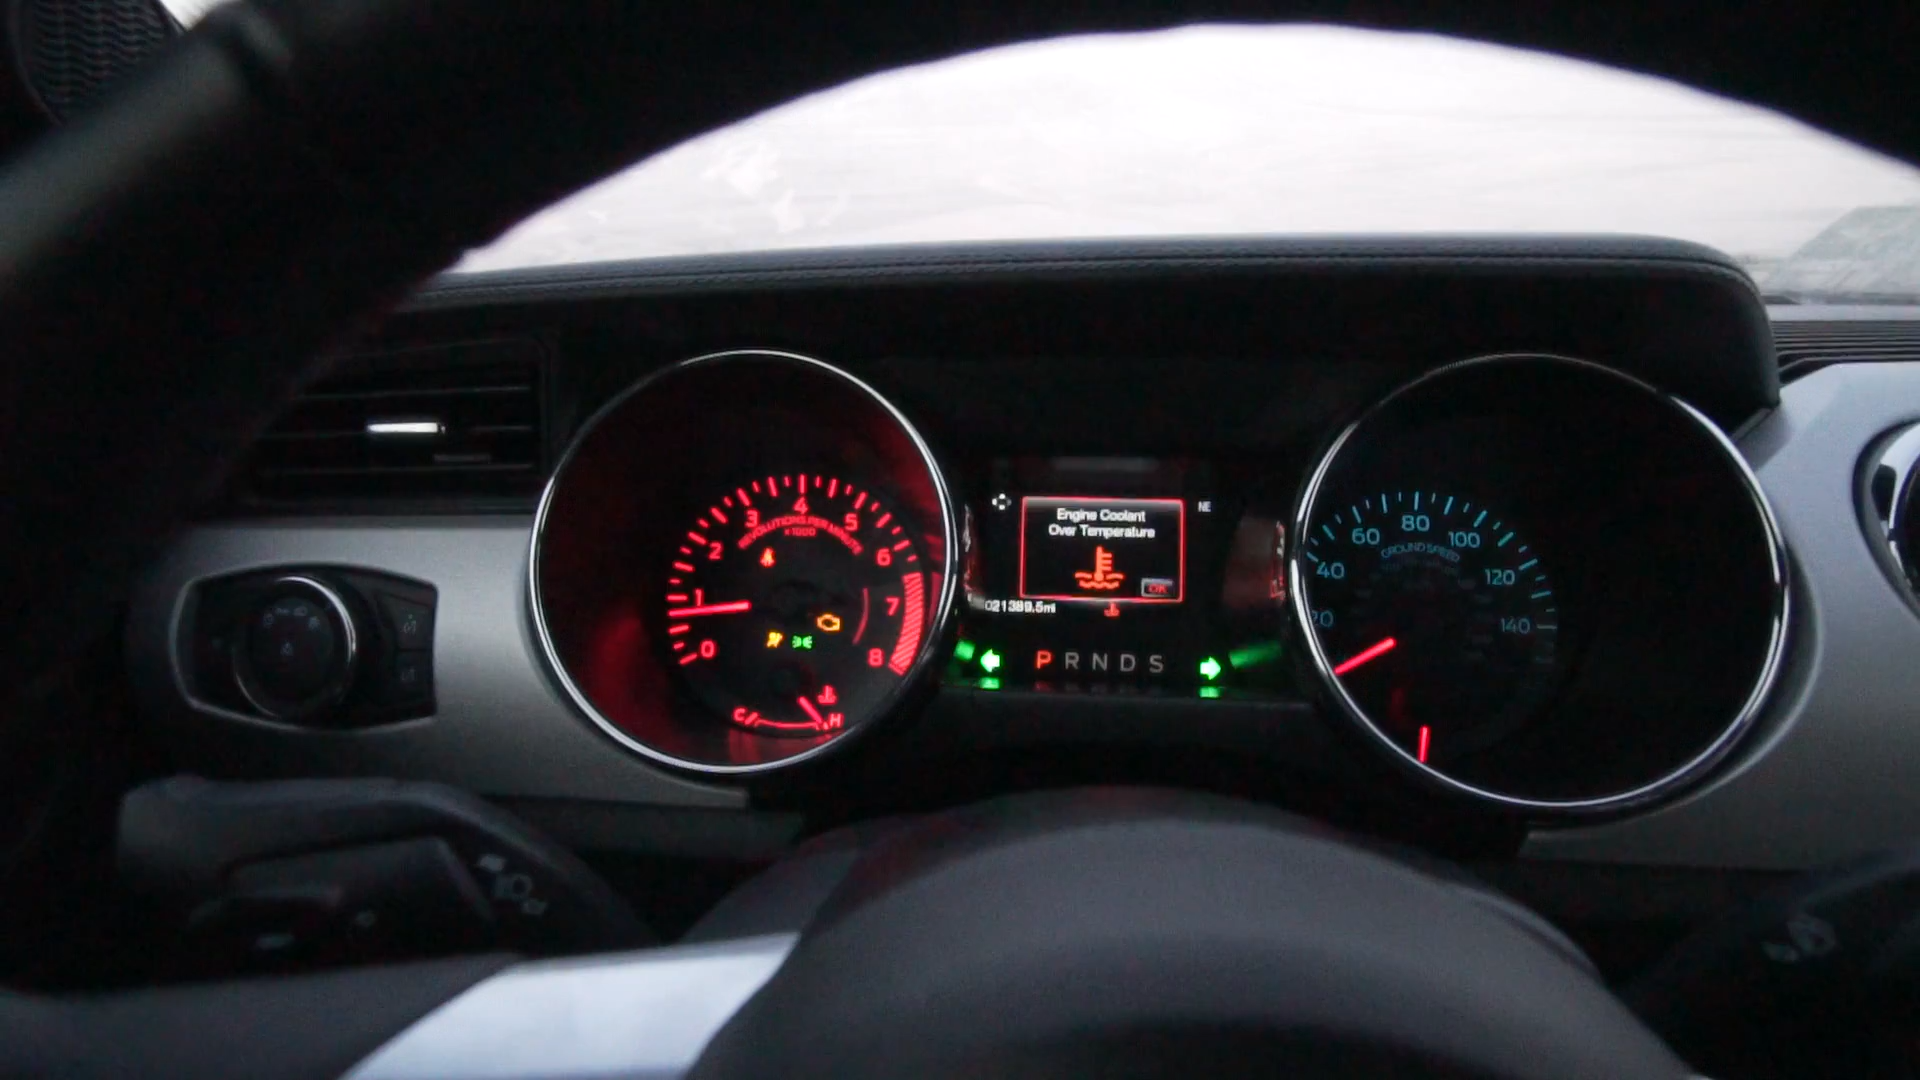 4
3
5
REVOLUTIONS PER MINUTE
x 1000
2
6
1
7
0
8
C
H
Engine Coolant
Over Temperature
OK
NE
021389.5mi
P R N D S
80
60
100
GROUND SPEED
40
120
20
140